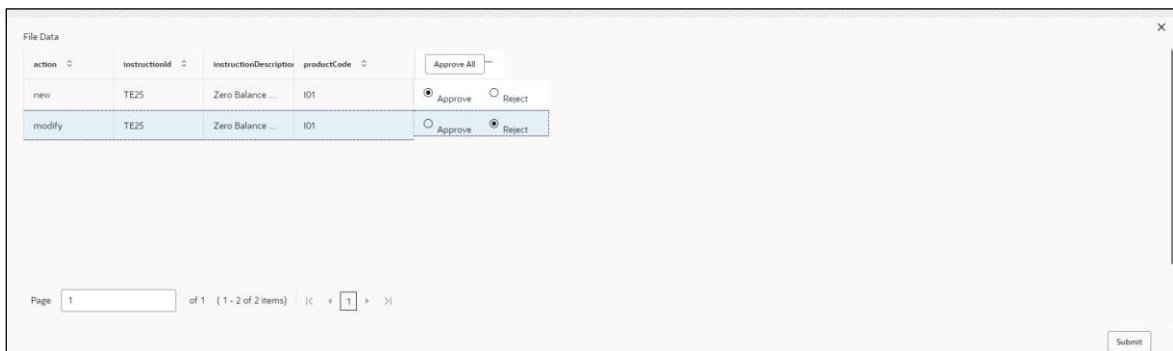 File Data
action instructionId instructionDescription productCode Approve All ...
new TE25 Zero Balance ... I01 Approve Reject
modify TE25 Zero Balance ... I01 Approve Reject
Page 1 of 1 (1 - 2 of 2 items) 1
Submit